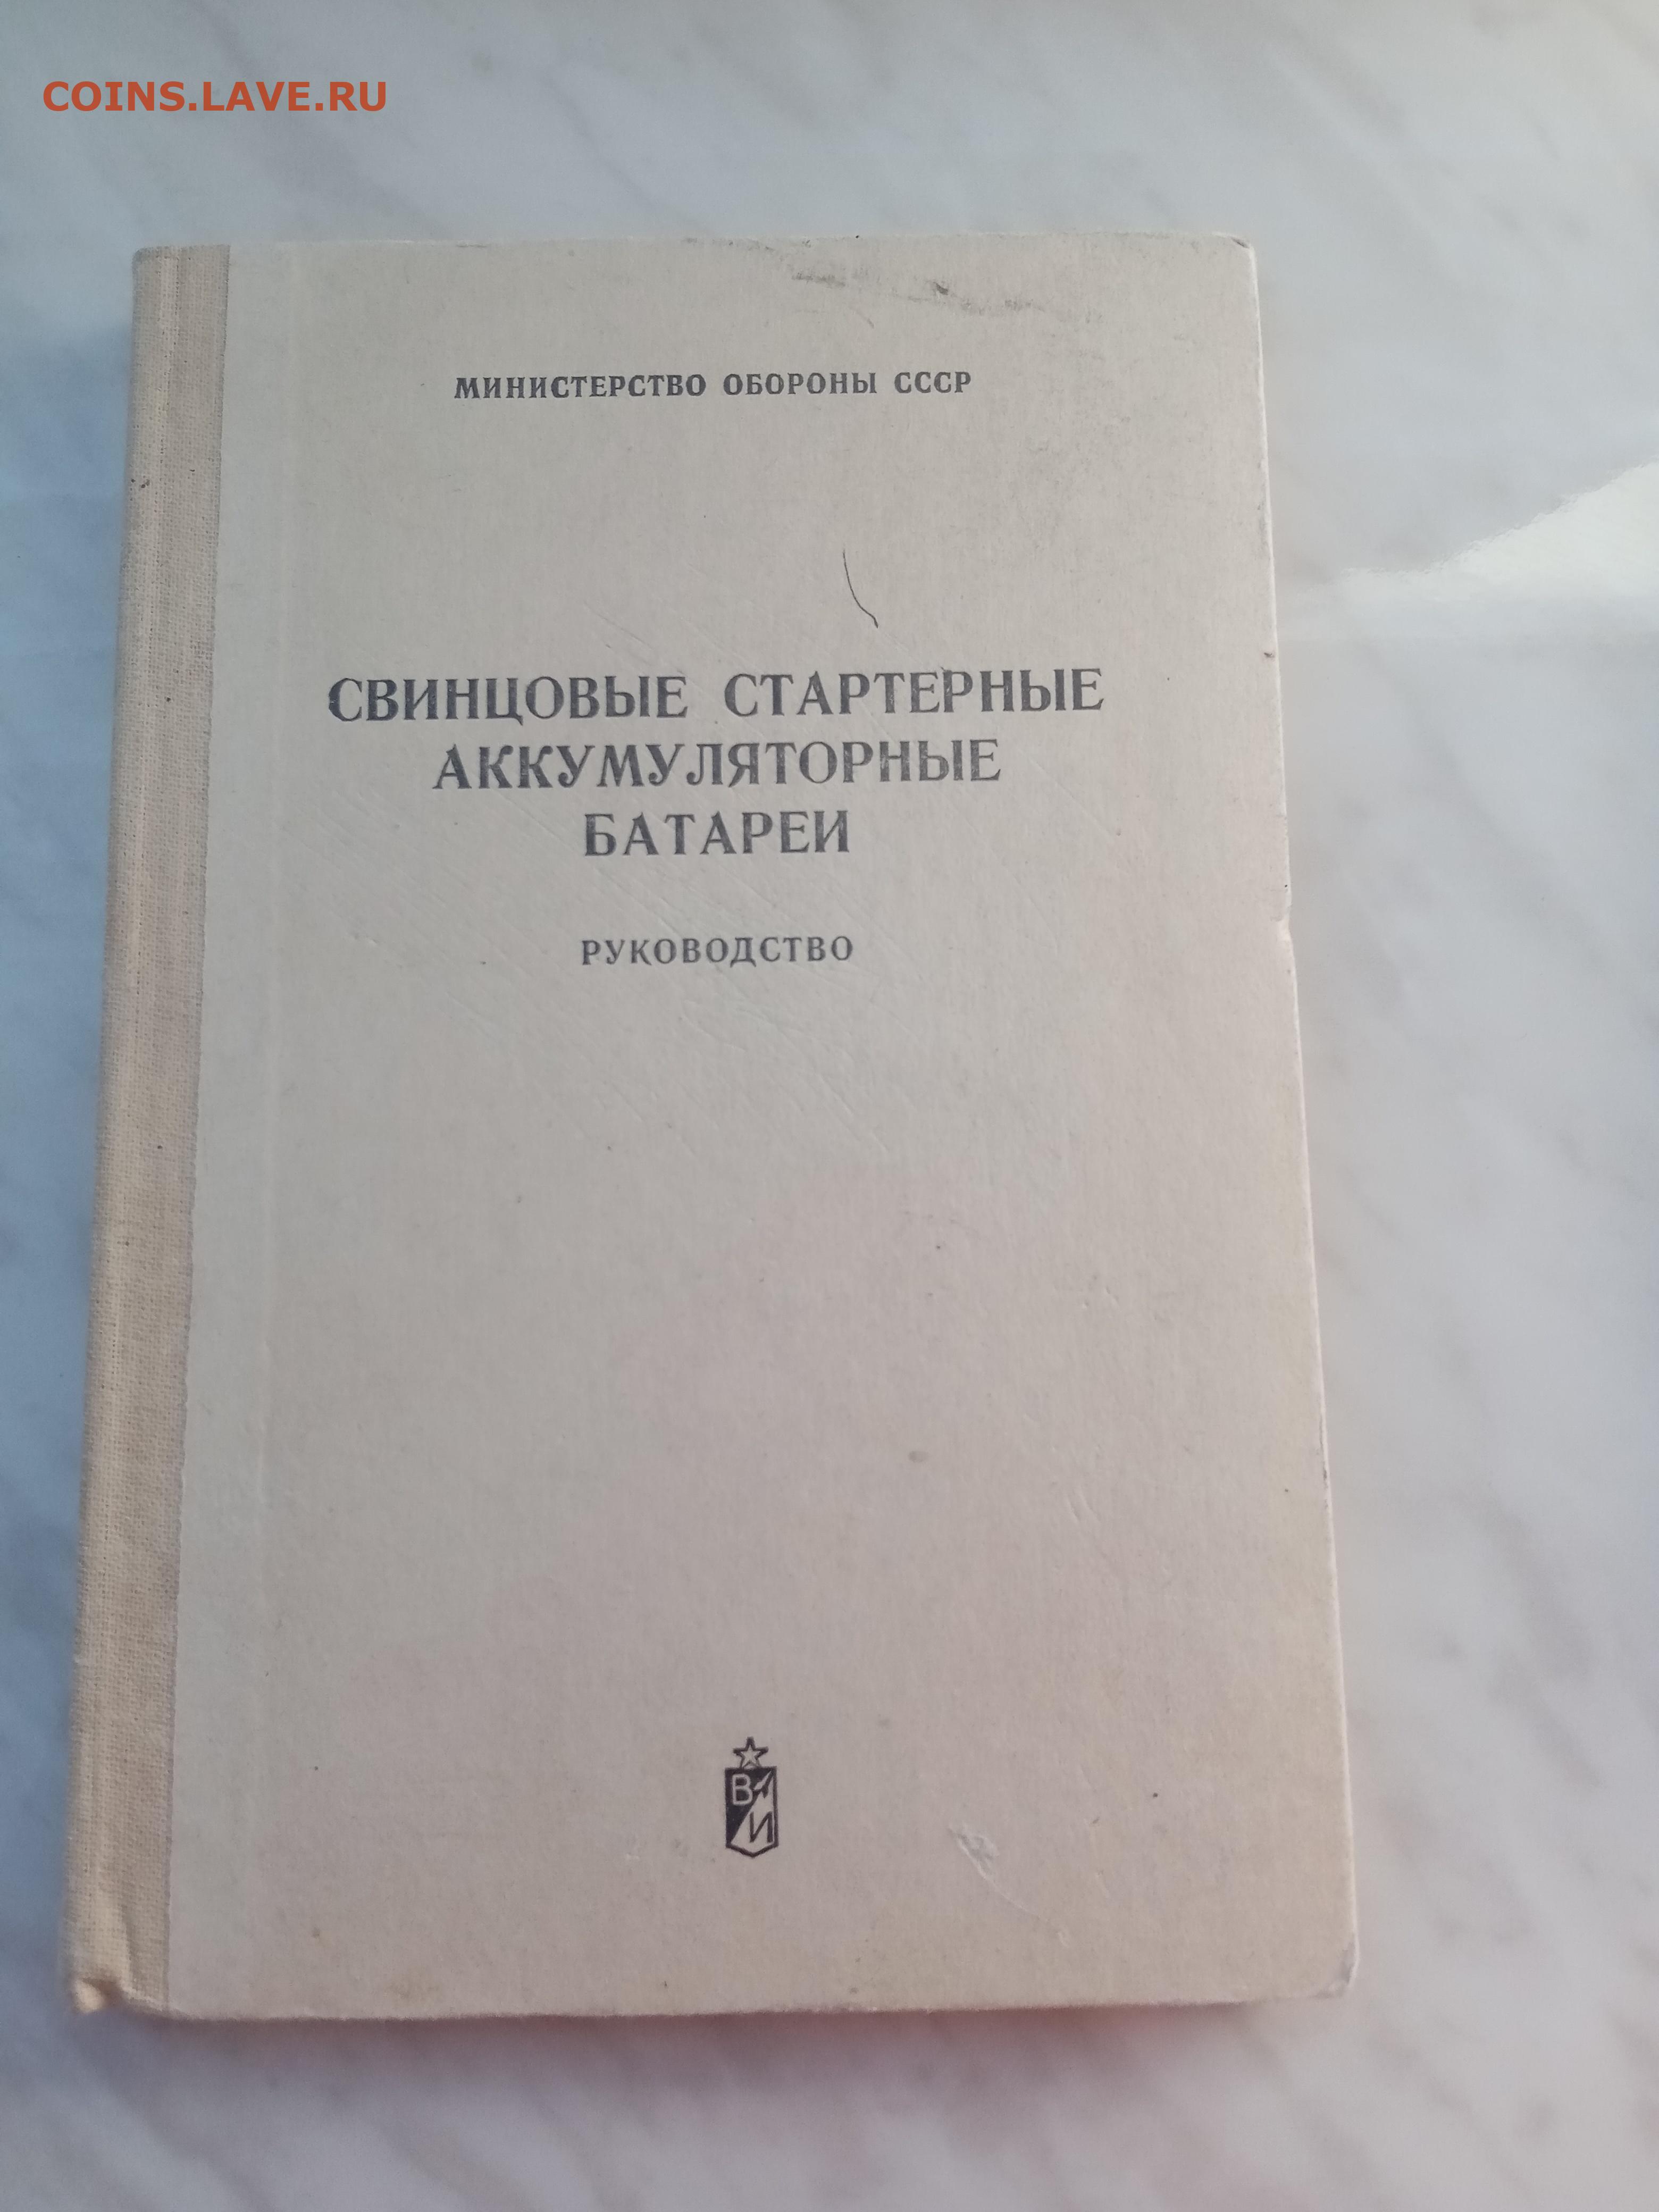 COINS.LAVE.RU
МИНИСТЕРСТВО ОБОРОНЫ СССР
СВИНЦОВЫЕ СТАРТЕРНЫЕ
АККУМУЛЯТОРНЫЕ
БАТАРЕИ
РУКОВОДСТВО
В
И